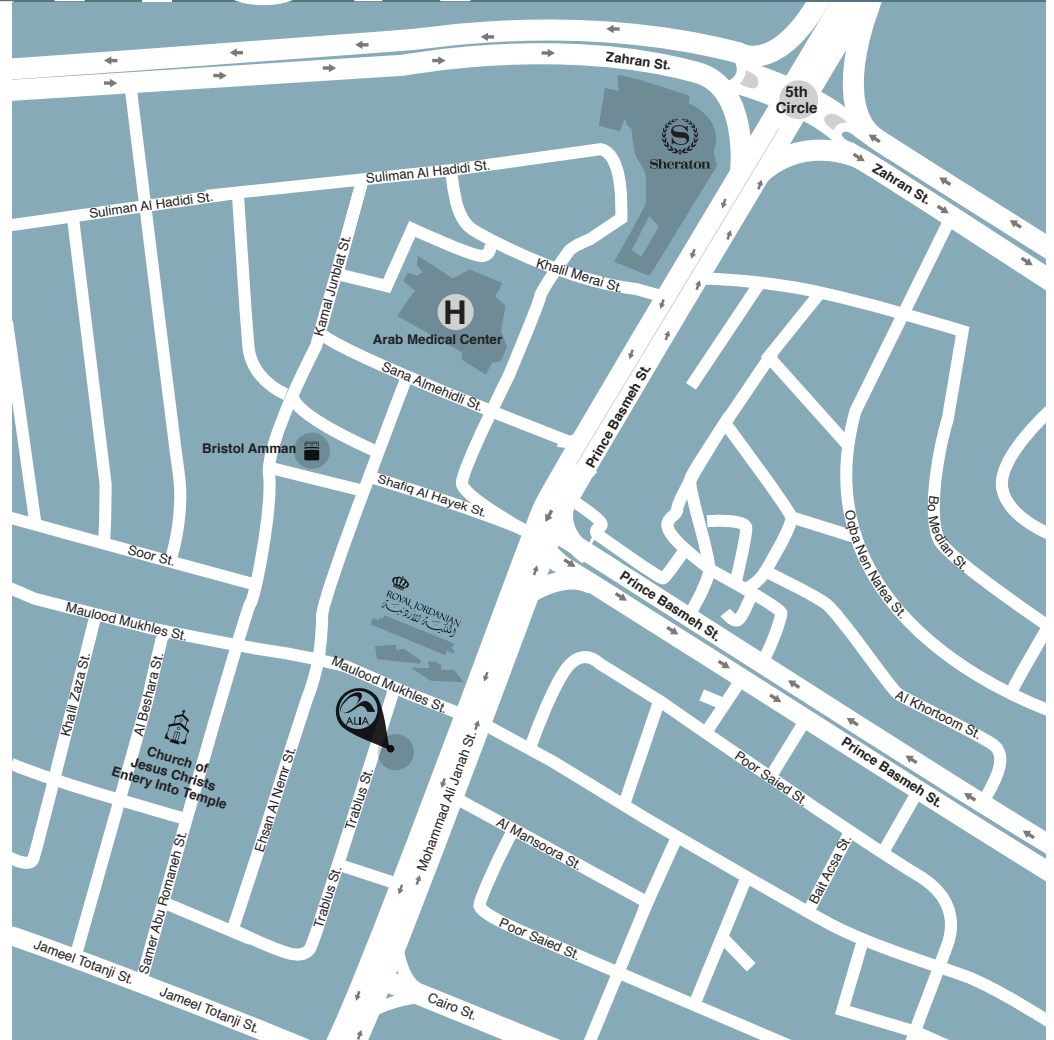 Zahran St.
5th
Circle
S
Sheraton
Zahran St.
Suliman Al Hadidi St.
Suliman Al Hadidi St.
Kamal Junblat St.
Khalil Meral St.
H
Arab Medical Center
Sana Almehidli St.
Prince Basmeh St.
Bristol Amman
Shafiq Al Hayek St.
Bo Median St.
Oqba Nen Nafea St.
Soor St.
Prince Basmeh St.
ROYAL JORDANIAN
الملكية الأردنية
Maulood Mukhles St.
Maulood Mukhles St.
ALIA
Khalil Zaza St.
Al Beshara St.
Church of
Jesus Christs
Entery Into Temple
Al Khortoom St.
Prince Basmeh St.
Poor Saied St.
Mohammad Ali Janah St.
Ehsan Al Nemr St.
Trablus St.
Al Mansoora St.
Bait Acsa St.
Samer Abu Romaneh St.
Trablus St.
Poor Saied St.
Jameel Totanji St.
Jameel Totanji St.
Cairo St.